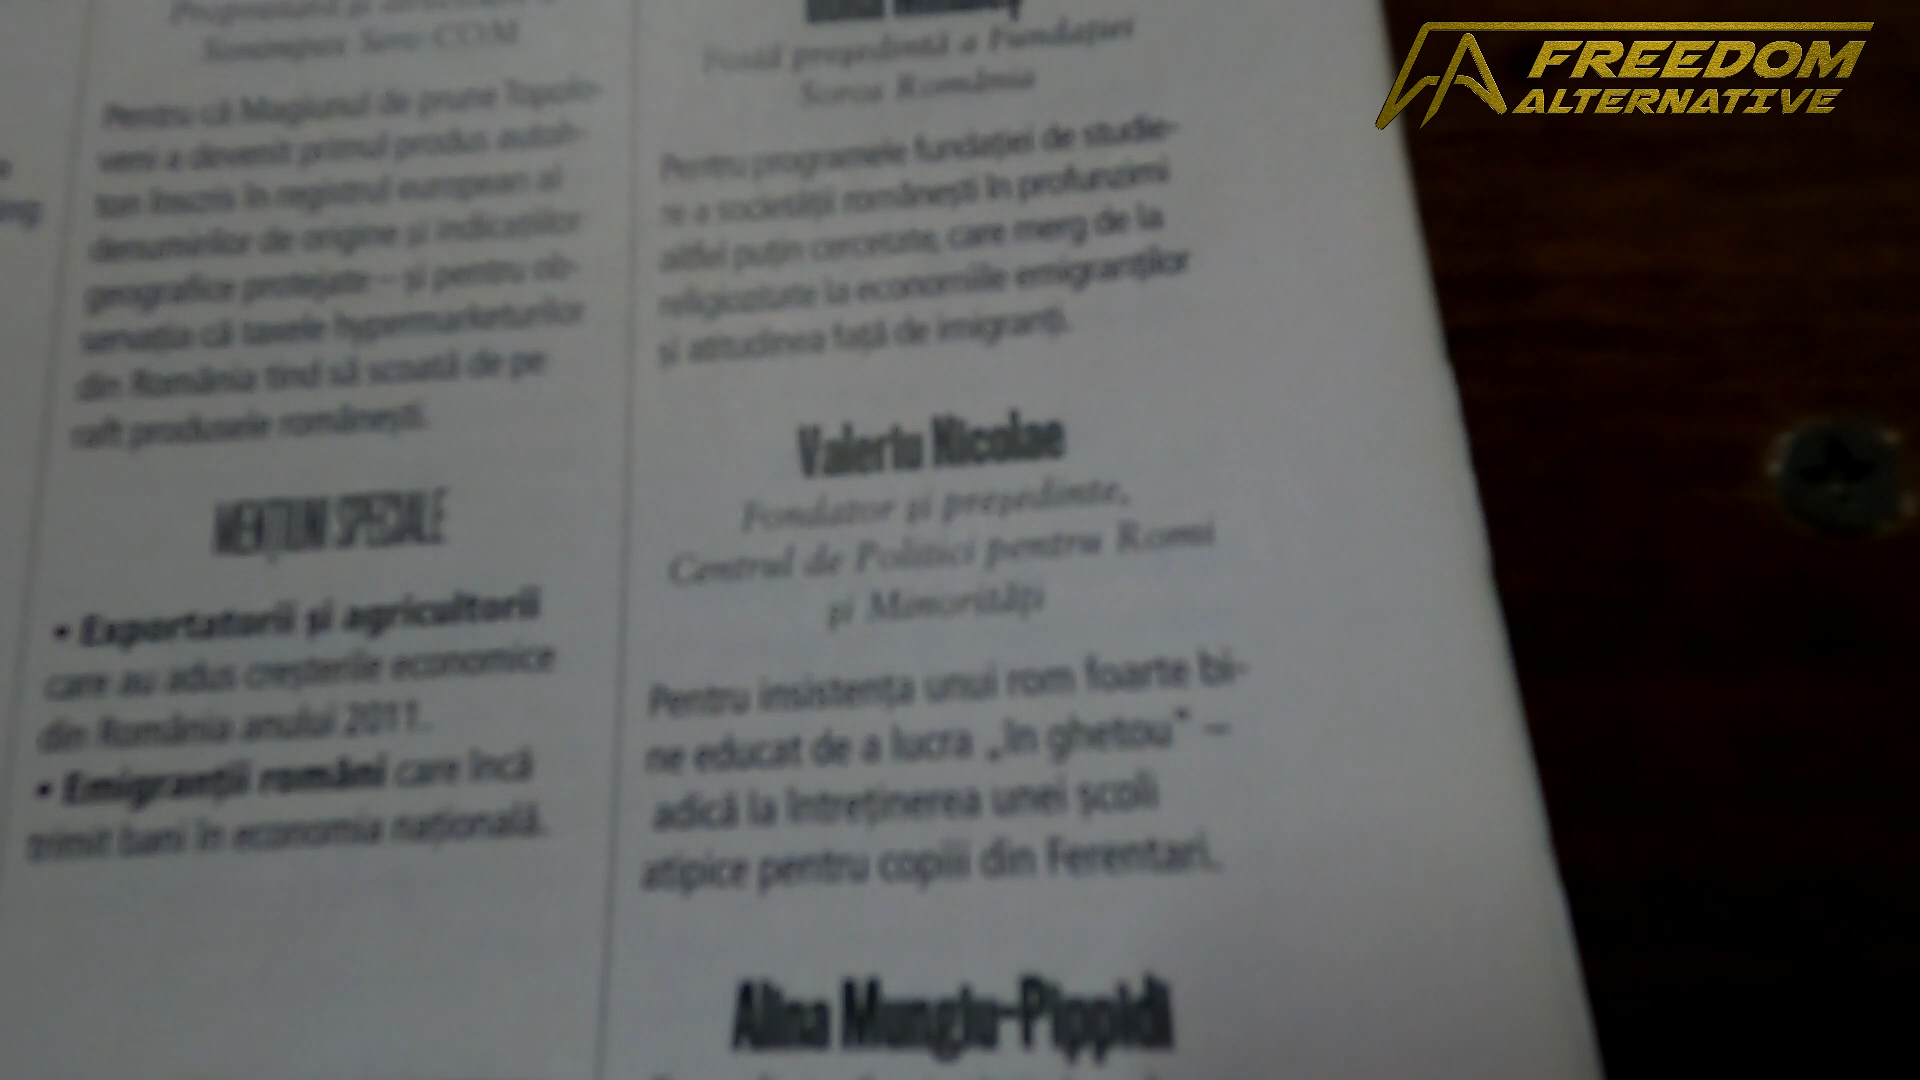 Sonimpex Serv COM
Pentru că Magiunul de prune Topolo-
veni a devenit primul produs autoh-
ton înscris în registrul european al
denumirilor de origine și indicațiilor
geografice protejate – și pentru ob-
servația că taxele hypermarketurilor
din România tind să scoată de pe
raft produsele românești.
MENȚIUNI SPECIALE
• Exportatorii și agricultorii
care au adus creșterile economice
din România anului 2011.
• Emigranții români care încă
trimit bani în economia națională.
președintă a Fundației
Soros România
Pentru programele fundației de studie-
re a societății românești în profunzimi
altfel puțin cercetate, care merg de la
religiozitate la economiile emigranților
și atitudinea față de imigranți.
Valeriu Nicolae
Fondator și președinte,
Centrul de Politici pentru Romi
și Minorități
Pentru insistența unui rom foarte bi-
ne educat de a lucra „în ghetou” –
adică la întreținerea unei școli
atipice pentru copiii din Ferentari.
Alina Mungiu-Pippidi
FREEDOM
ALTERNATIVE